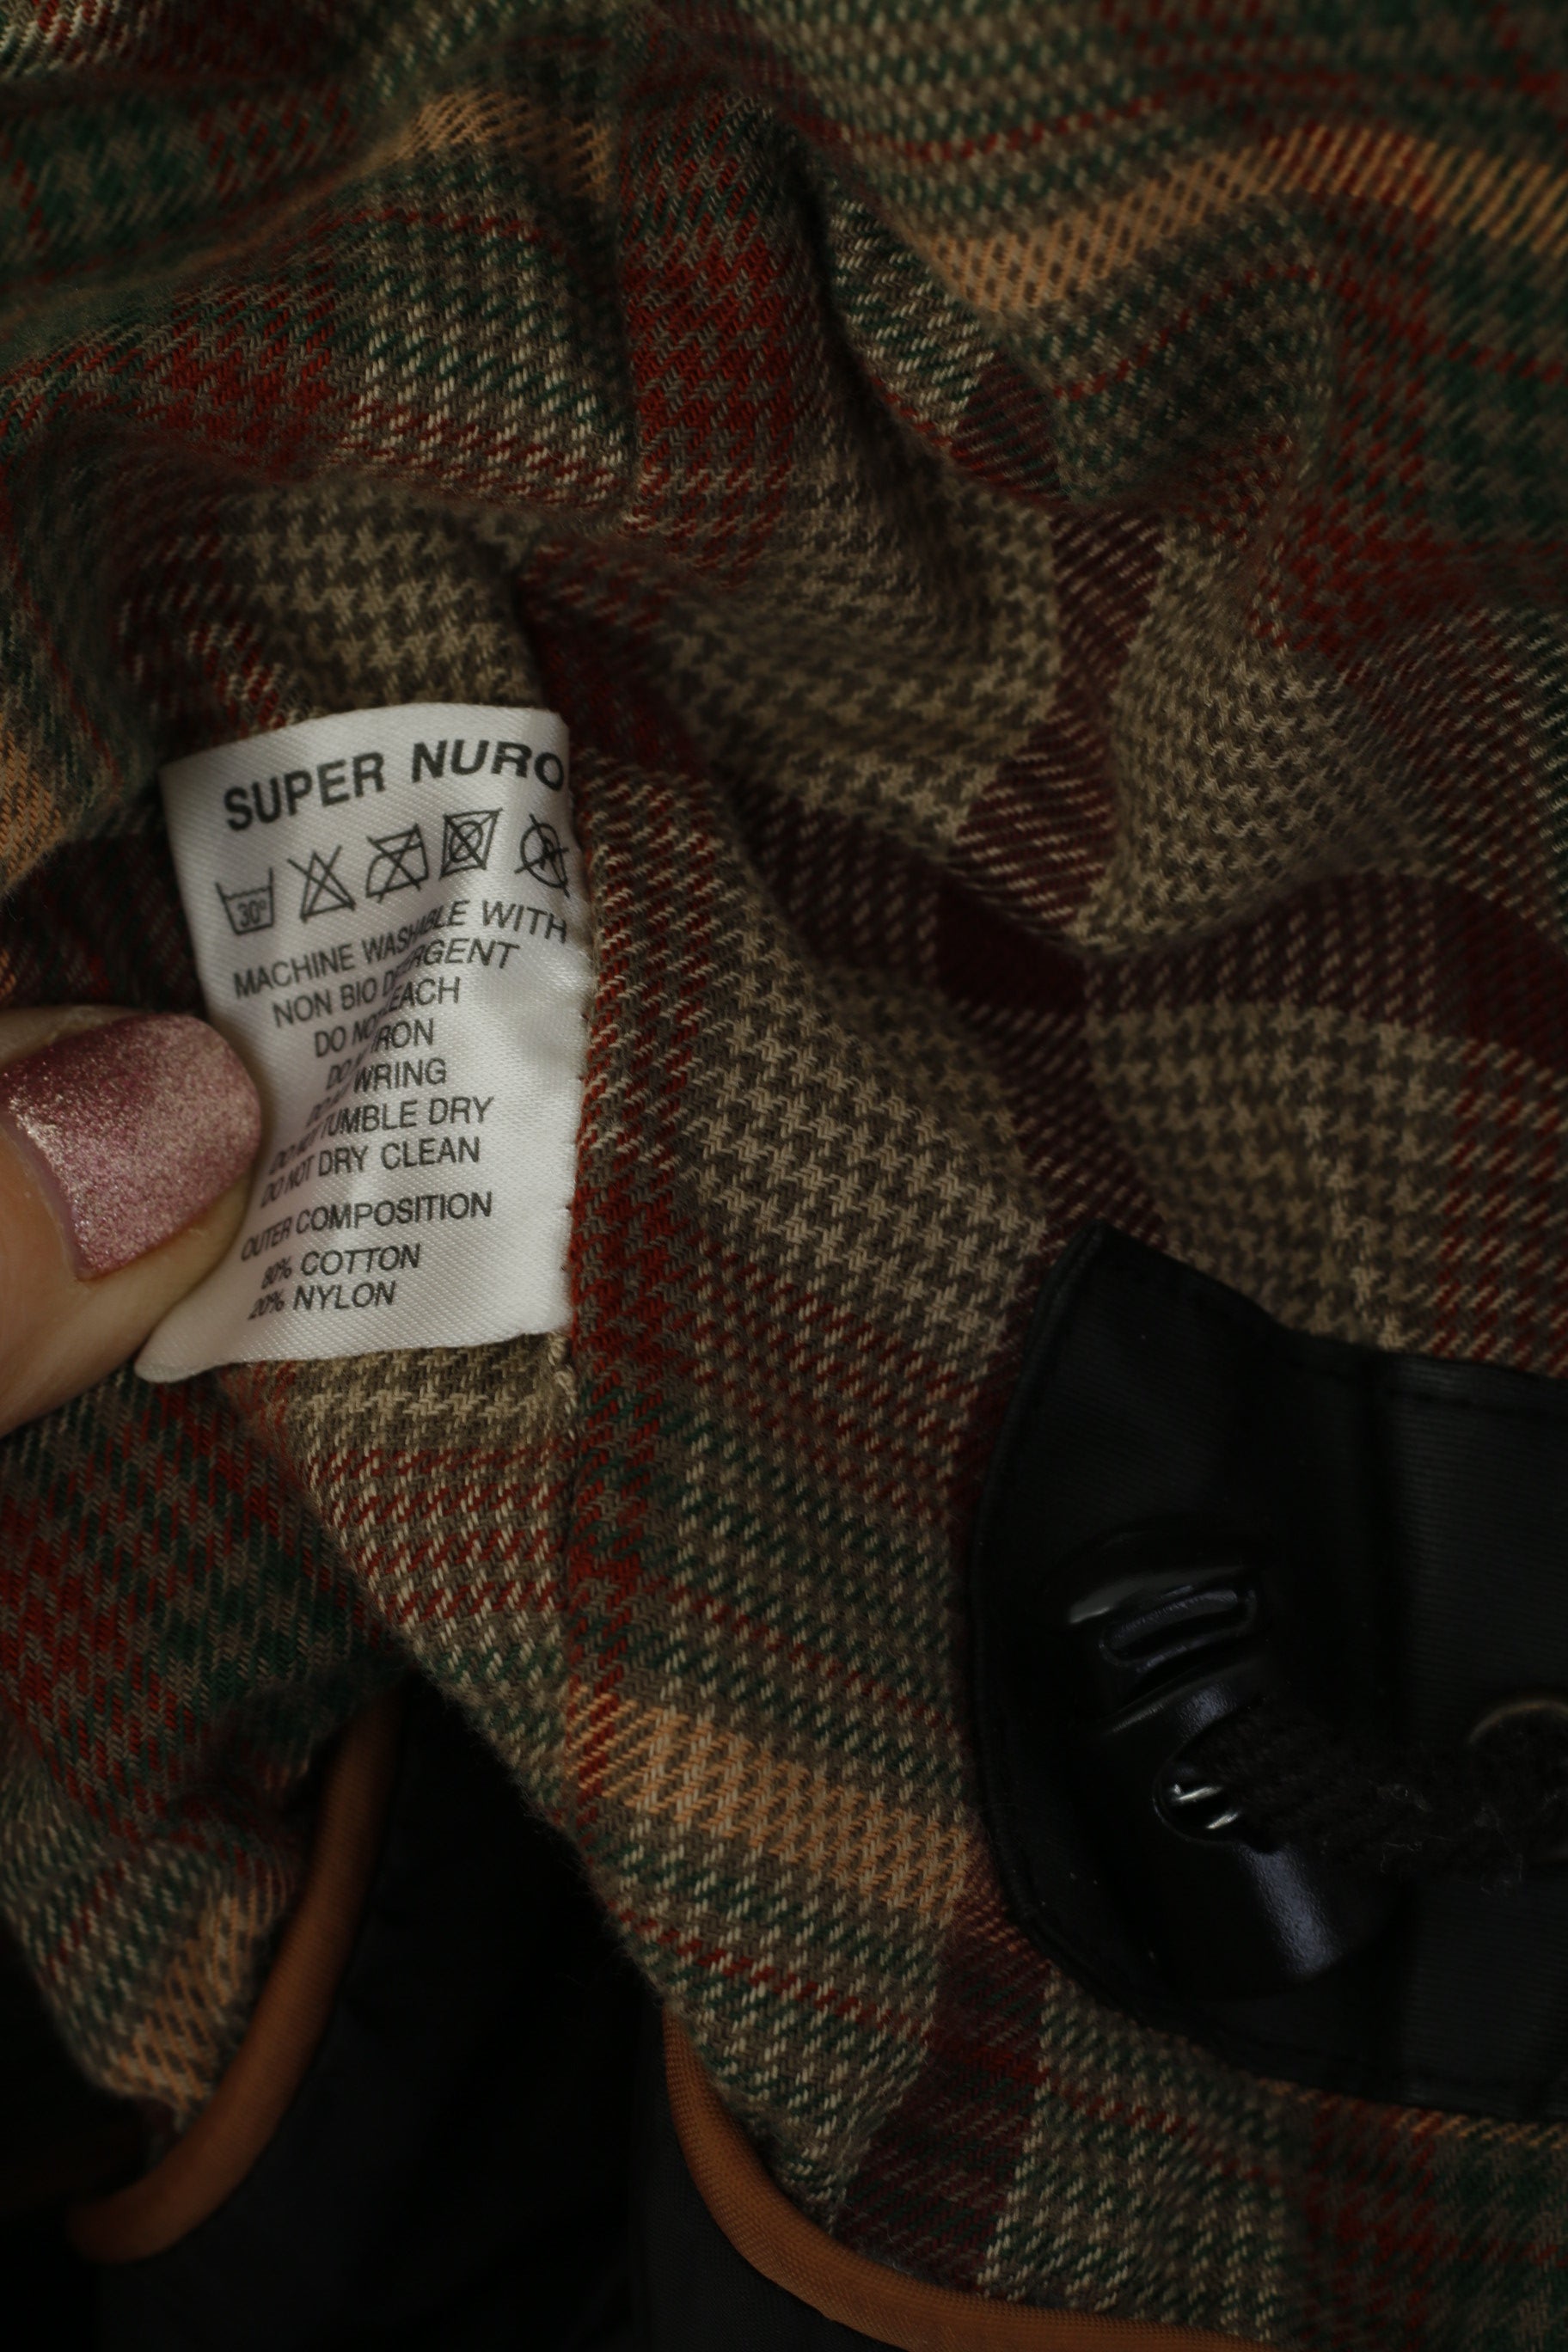 SUPER NURO
30°
MACHINE WASHABLE WITH
NON BIO DETERGENT
DO NOT BLEACH
DO NOT IRON
DO NOT WRING
DO NOT TUMBLE DRY
DO NOT DRY CLEAN
OUTER COMPOSITION
80% COTTON
20% NYLON